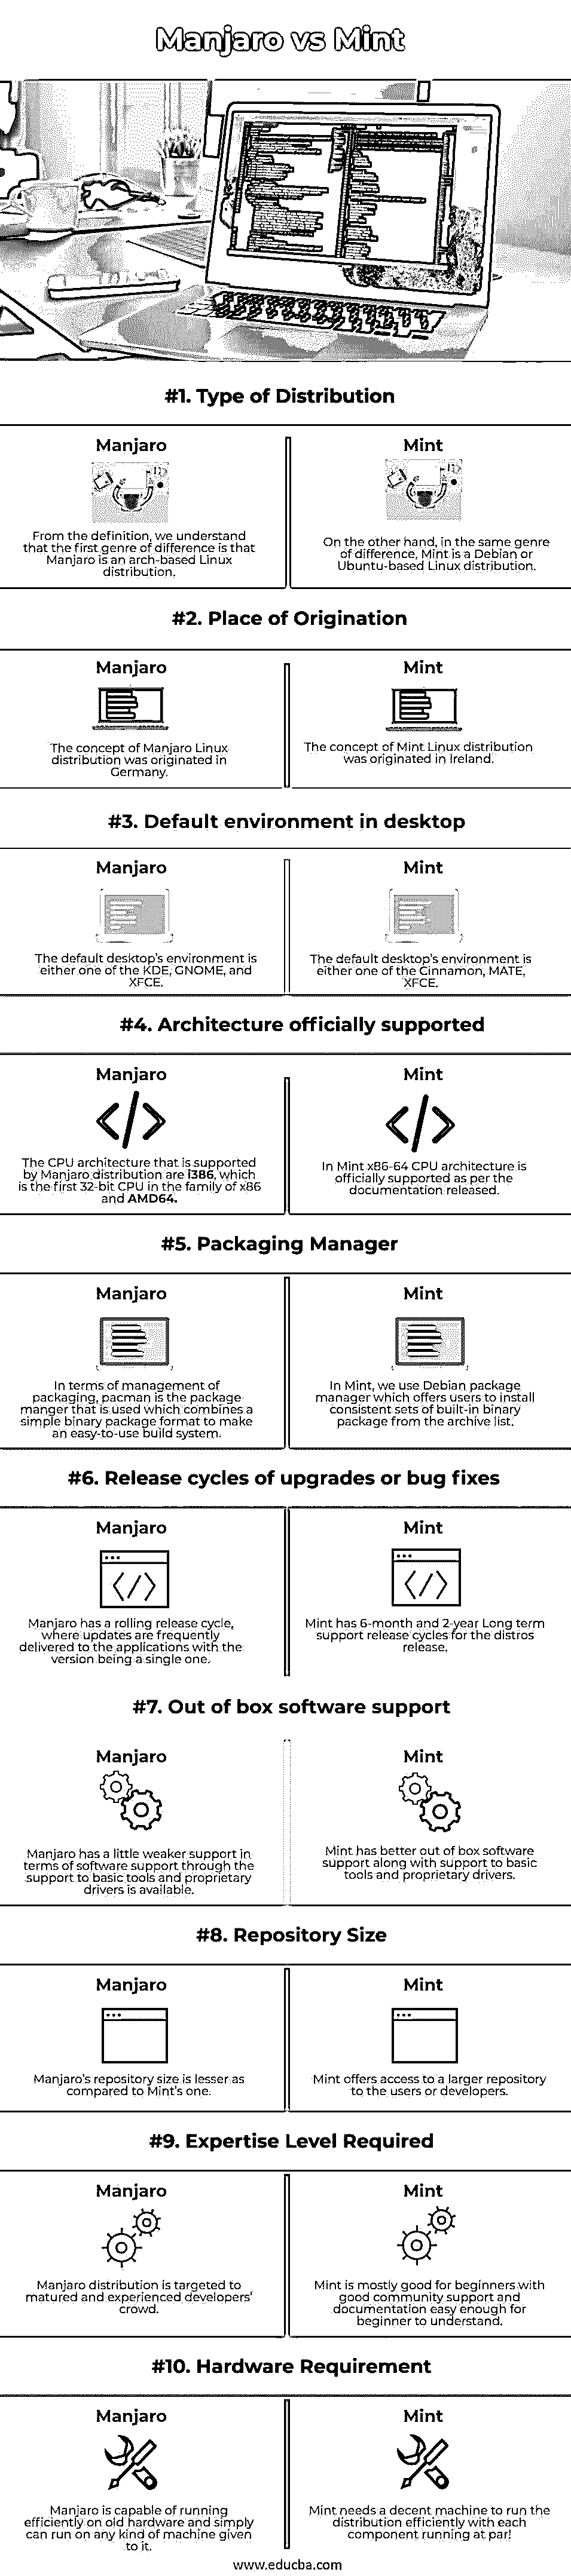 Manjaro vs Mint
#1. Type of Distribution
Manjaro
From the definition, we understand
that the first genre of difference is that
Manjaro is an arch-based Linux
distribution.
Mint
On the other hand, in the same genre
of difference, Mint is a Debian or
Ubuntu-based Linux distribution.
#2. Place of Origination
Manjaro
The concept of Manjaro Linux
distribution was originated in
Germany.
Mint
The concept of Mint Linux distribution
was originated in Ireland.
#3. Default environment in desktop
Manjaro
The default desktop's environment is
either one of the KDE, GNOME, and
XFCE.
Mint
The default desktop's environment is
either one of the Cinnamon, MATE,
XFCE.
#4. Architecture officially supported
Manjaro
The CPU architecture that is supported
by Manjaro distribution are i386, which
is the first 32-bit CPU in the family of x86
and AMD64.
Mint
In Mint x86-64 CPU architecture is
officially supported as per the
documentation released.
#5. Packaging Manager
Manjaro
In terms of management of
packaging, pacman is the package
manger that is used which combines a
simple binary package format to make
an easy-to-use build system.
Mint
In Mint, we use Debian package
manager which offers users to install
consistent sets of built-in binary
package from the archive list.
#6. Release cycles of upgrades or bug fixes
Manjaro
Manjaro has a rolling release cycle,
where updates are frequently
delivered to the applications with the
version being a single one.
Mint
Mint has 6-month and 2-year Long term
support release cycles for the distros
release.
#7. Out of box software support
Manjaro
Manjaro has a little weaker support in
terms of software support through the
support to basic tools and proprietary
drivers is available.
Mint
Mint has better out of box software
support along with support to basic
tools and proprietary drivers.
#8. Repository Size
Manjaro
Manjaro's repository size is lesser as
compared to Mint's one.
Mint
Mint offers access to a larger repository
to the users or developers.
#9. Expertise Level Required
Manjaro
Manjaro distribution is targeted to
matured and experienced developers'
crowd.
Mint
Mint is mostly good for beginners with
good community support and
documentation easy enough for
beginner to understand.
#10. Hardware Requirement
Manjaro
Manjaro is capable of running
efficiently on old hardware and simply
can run on any kind of machine given
to it.
Mint
Mint needs a decent machine to run the
distribution efficiently with each
component running at par!
www.educba.com